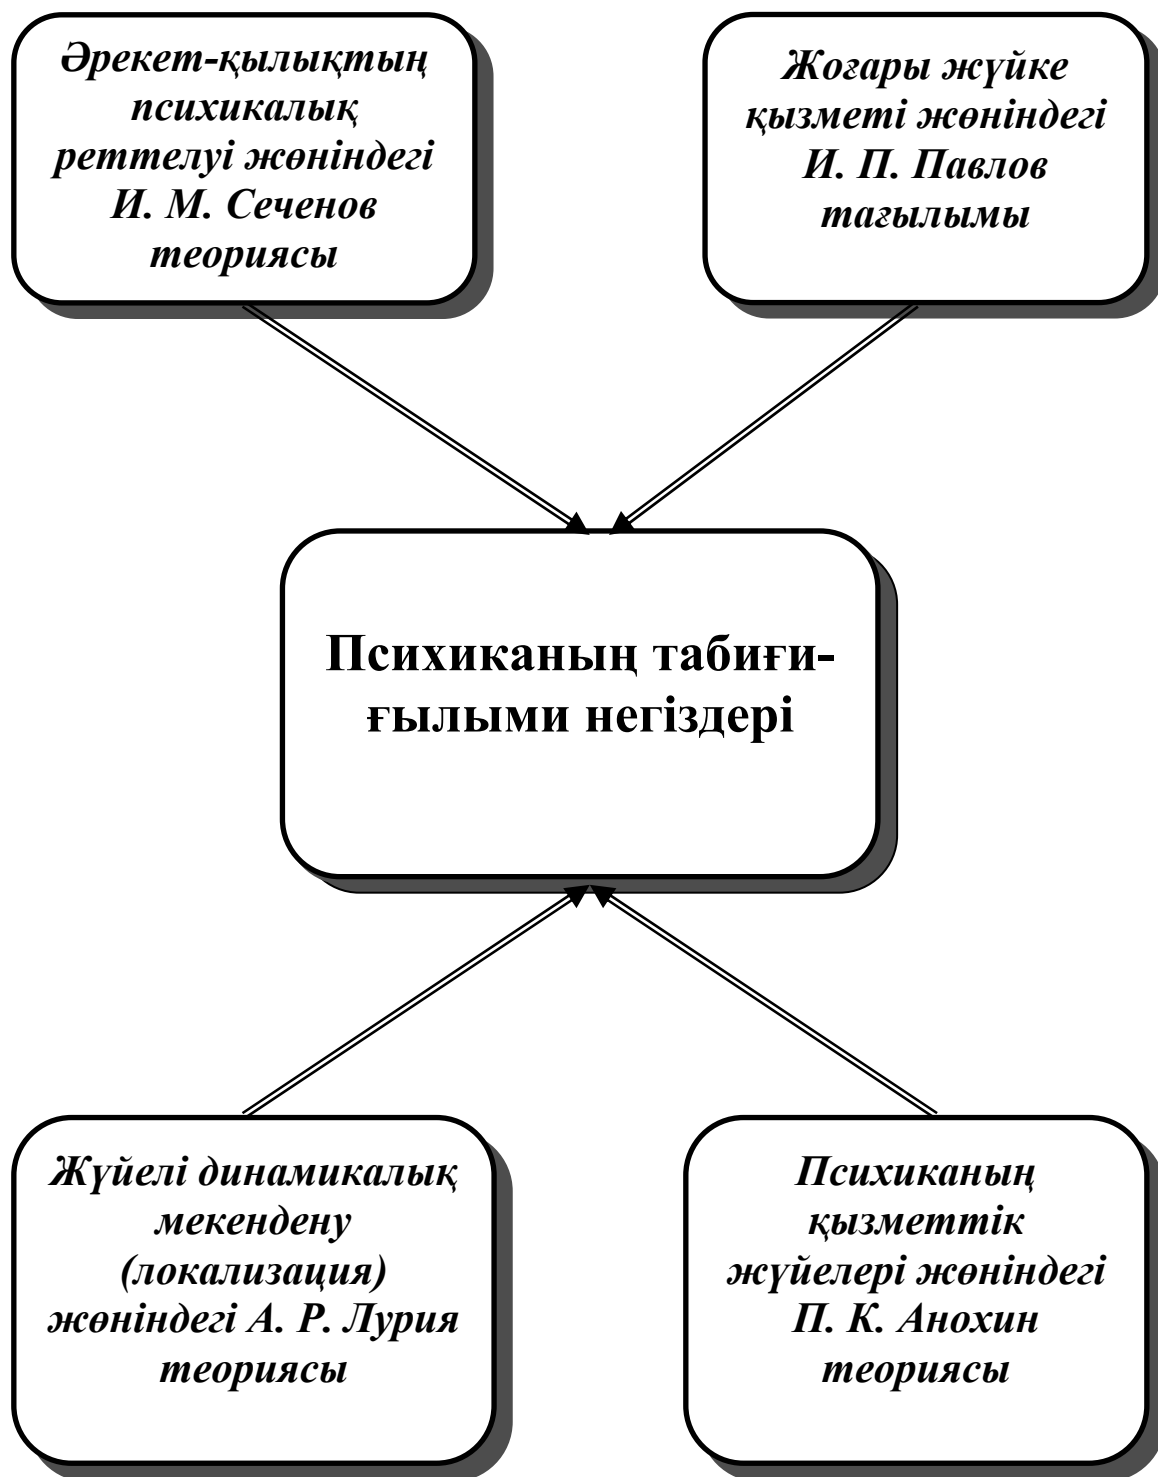 Әрекет-қылықтың
психикалық
реттелуі жөніндегі
И. М. Сеченов
теориясы
Жоғары жүйке
қызметі жөніндегі
И. П. Павлов
тағылымы
Психиканың табиғи-
ғылыми негіздері
Жүйелі динамикалық
мекендену
(локализация)
жөніндегі А. Р. Лурия
теориясы
Психиканың
қызметтік
жүйелері жөніндегі
П. К. Анохин
теориясы